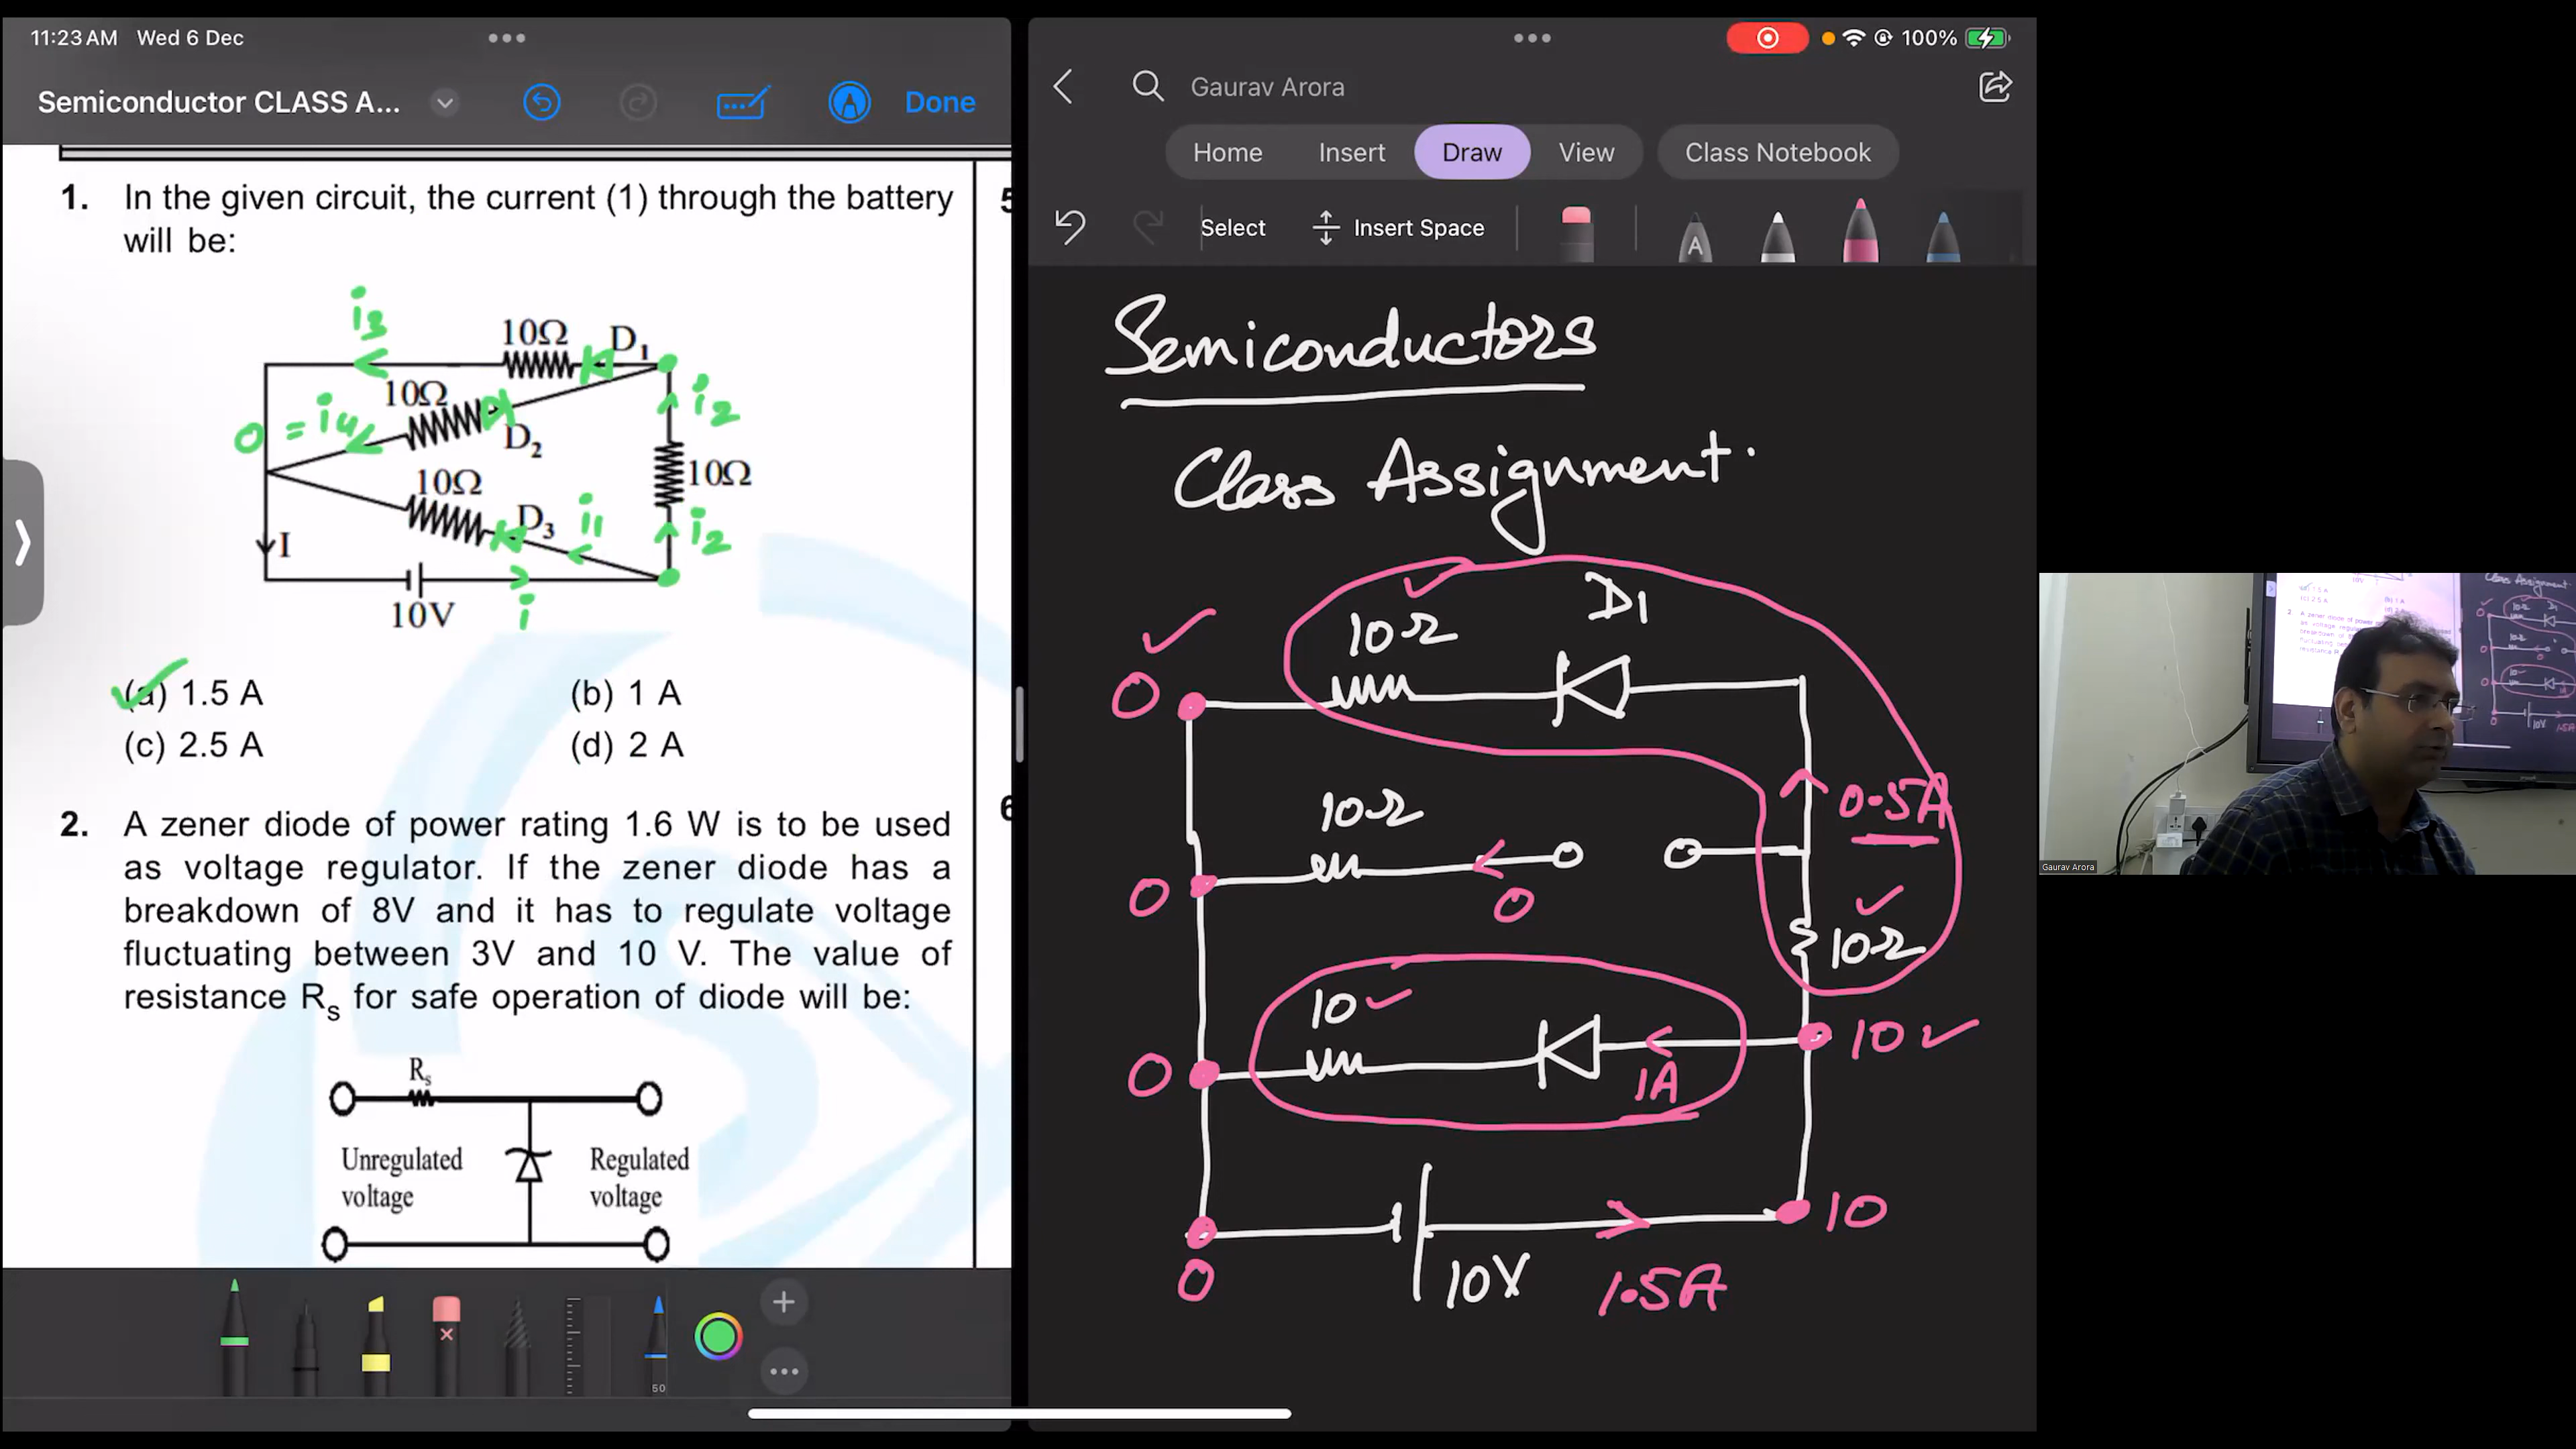 11:23 AM Wed 6 Dec
Semiconductor CLASS A...
Done
1. In the given circuit, the current (1) through the battery
will be:
i3
10Ω
D1
10Ω
i2
0 = i4
D2
10Ω
10Ω
D3
i1
i2
I
10V
i
(a) 1.5 A
(b) 1 A
(c) 2.5 A
(d) 2 A
2. A zener diode of power rating 1.6 W is to be used
as voltage regulator. If the zener diode has a
breakdown of 8V and it has to regulate voltage
fluctuating between 3V and 10 V. The value of
resistance Rs for safe operation of diode will be:
Rs
Unregulated
voltage
Regulated
voltage
50
100%
Gaurav Arora
Home
Insert
Draw
View
Class Notebook
Select
Insert Space
A
Semiconductors
Class Assignment.
D1
10Ω
0
0.5A
10Ω
0
0
10Ω
10
10
0
1A
10
10V
1.5A
0
Gaurav Arora